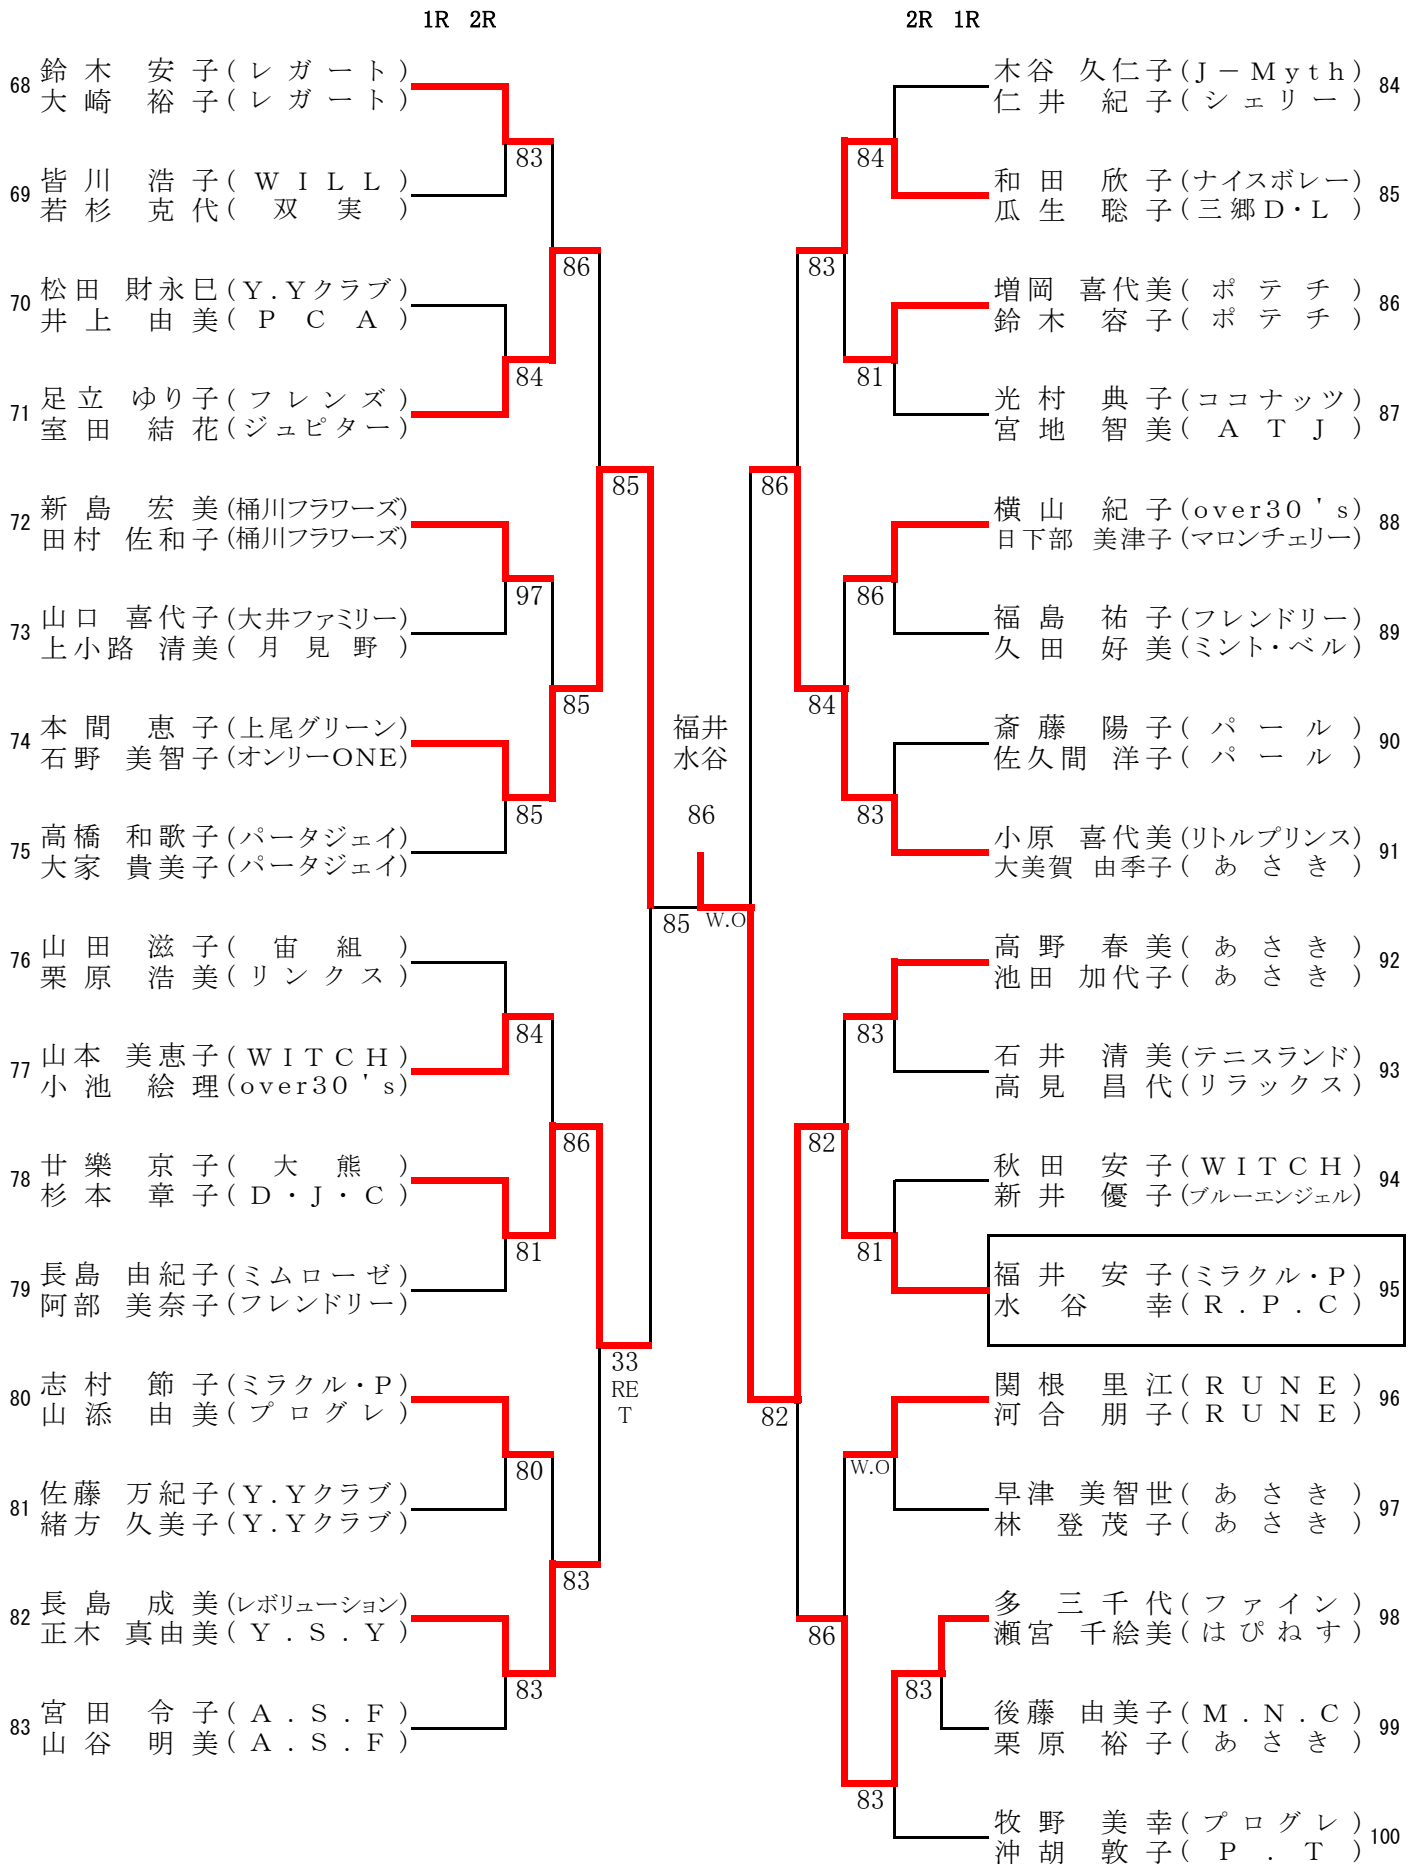 1R 2R
68 鈴木 安子(レガート)
大崎 裕子(レガート)
83
69 皆川 浩子(WILL)
若杉 克代(双実)
86
70 松田 財永巳(Y.Yクラブ)
井上 由美(PCA)
84
71 足立 ゆり子(フレンズ)
室田 結花(ジュピター)
85
72 新島 宏美(桶川フラワーズ)
田村 佐和子(桶川フラワーズ)
97
73 山口 喜代子(大井ファミリー)
上小路 清美(月見野)
85
74 本間 恵子(上尾グリーン)
石野 美智子(オンリーONE)
85
75 高橋 和歌子(パータジェイ)
大家 貴美子(パータジェイ)
85
76 山田 滋子(宙組)
栗原 浩美(リンクス)
84
77 山本 美恵子(WITCH)
小池 絵理(over30's)
86
78 廿樂 京子(大熊)
杉本 章子(D・J・C)
81
79 長島 由紀子(ミムローゼ)
阿部 美奈子(フレンドリー)
33
RE
T
80 志村 節子(ミラクル・P)
山添 由美(プログレ)
80
81 佐藤 万紀子(Y.Yクラブ)
緒方 久美子(Y.Yクラブ)
83
82 長島 成美(レボリューション)
正木 真由美(Y.S.Y)
83
83 宮田 令子(A.S.F)
山谷 明美(A.S.F)
福井
水谷
86
W.O
2R 1R
木谷 久仁子(J-Myth) 84
仁井 紀子(シェリー)
84
和田 欣子(ナイスボレー) 85
瓜生 聡子(三郷D・L)
83
増岡 喜代美(ポテチ) 86
鈴木 容子(ポテチ)
81
光村 典子(ココナッツ) 87
宮地 智美(ATJ)
86
横山 紀子(over30's) 88
日下部 美津子(マロンチェリー)
86
福島 祐子(フレンドリー) 89
久田 好美(ミント・ベル)
84
斎藤 陽子(パール) 90
佐久間 洋子(パール)
83
小原 喜代美(リトルプリンス) 91
大美賀 由季子(あさき)
高野 春美(あさき) 92
池田 加代子(あさき)
83
石井 清美(テニスランド) 93
高見 昌代(リラックス)
82
秋田 安子(WITCH) 94
新井 優子(ブルーエンジェル)
81
福井 安子(ミラクル・P) 95
水谷 幸(R.P.C)
82
関根 里江(RUNE) 96
河合 朋子(RUNE)
W.O
早津 美智世(あさき) 97
林 登茂子(あさき)
86
多 三千代(ファイン) 98
瀬宮 千絵美(はぴねす)
83
後藤 由美子(M.N.C) 99
栗原 裕子(あさき)
83
牧野 美幸(プログレ) 100
沖胡 敦子(P.T)